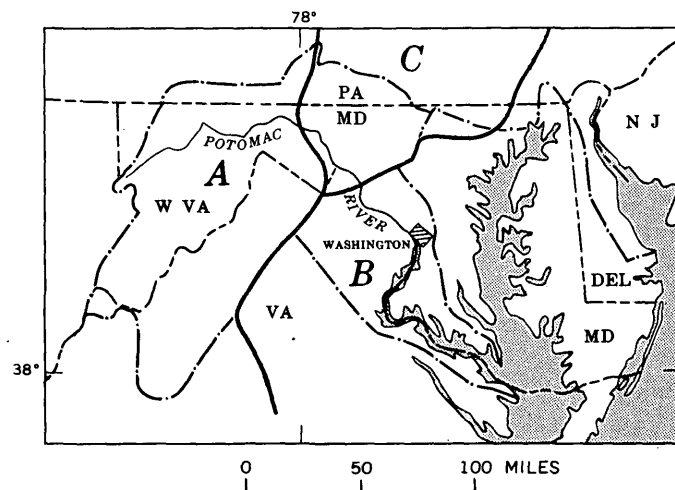 78°
C
PA
MD
N J
POTOMAC
A
W VA
RIVER
WASHINGTON
B
DEL
VA
MD
38°
0 50 100 MILES